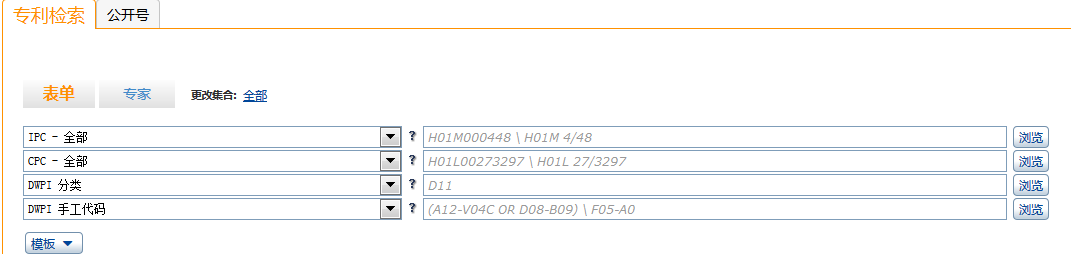 专利检索 公开号
表单 专家 更改集合: 全部
IPC - 全部 ? H01M000448 \ H01M 4/48 浏览
CPC - 全部 ? H01L00273297 \ H01L 27/3297 浏览
DWPI 分类 ? D11 浏览
DWPI 手工代码 ? (A12-V04C OR D08-B09) \ F05-A0 浏览
模板